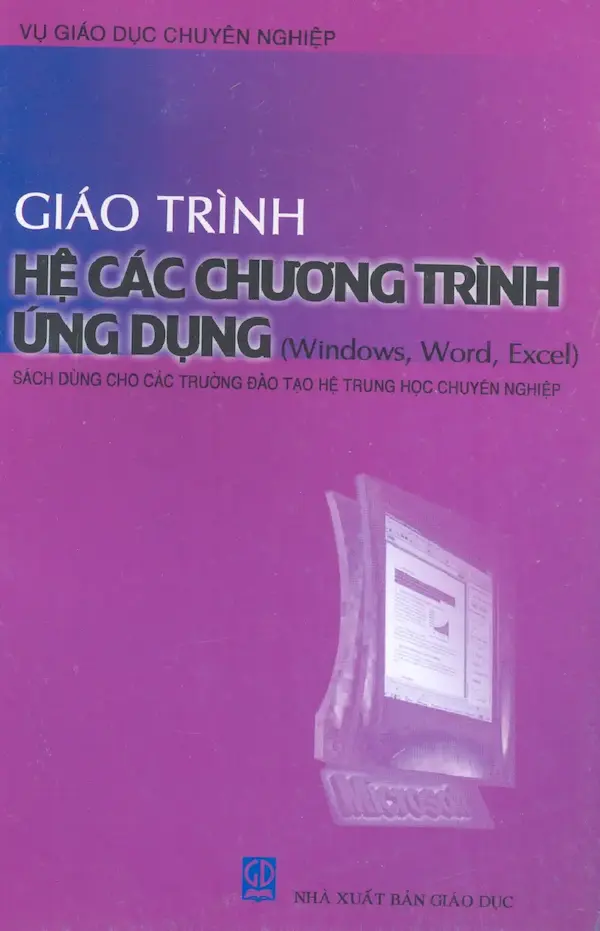 VỤ GIÁO DỤC CHUYÊN NGHIỆP
GIÁO TRÌNH
HỆ CÁC CHƯƠNG TRÌNH
ỨNG DỤNG (Windows, Word, Excel)
SÁCH DÙNG CHO CÁC TRƯỜNG ĐÀO TẠO HỆ TRUNG HỌC CHUYÊN NGHIỆP
Microsoft
GD
NHÀ XUẤT BẢN GIÁO DỤC